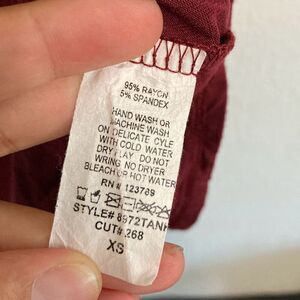 95% RAYON
5% SPANDEX
HAND WASH OR
MACHINE WASH
ON DELICATE CYLE
WITH COLD WATER
DRY LAY DO NOT
WRING NO DRYER
BLEACH OR HOT WATER
RN # 123789
STYLE# 8972TANK
CUT# 268
XS